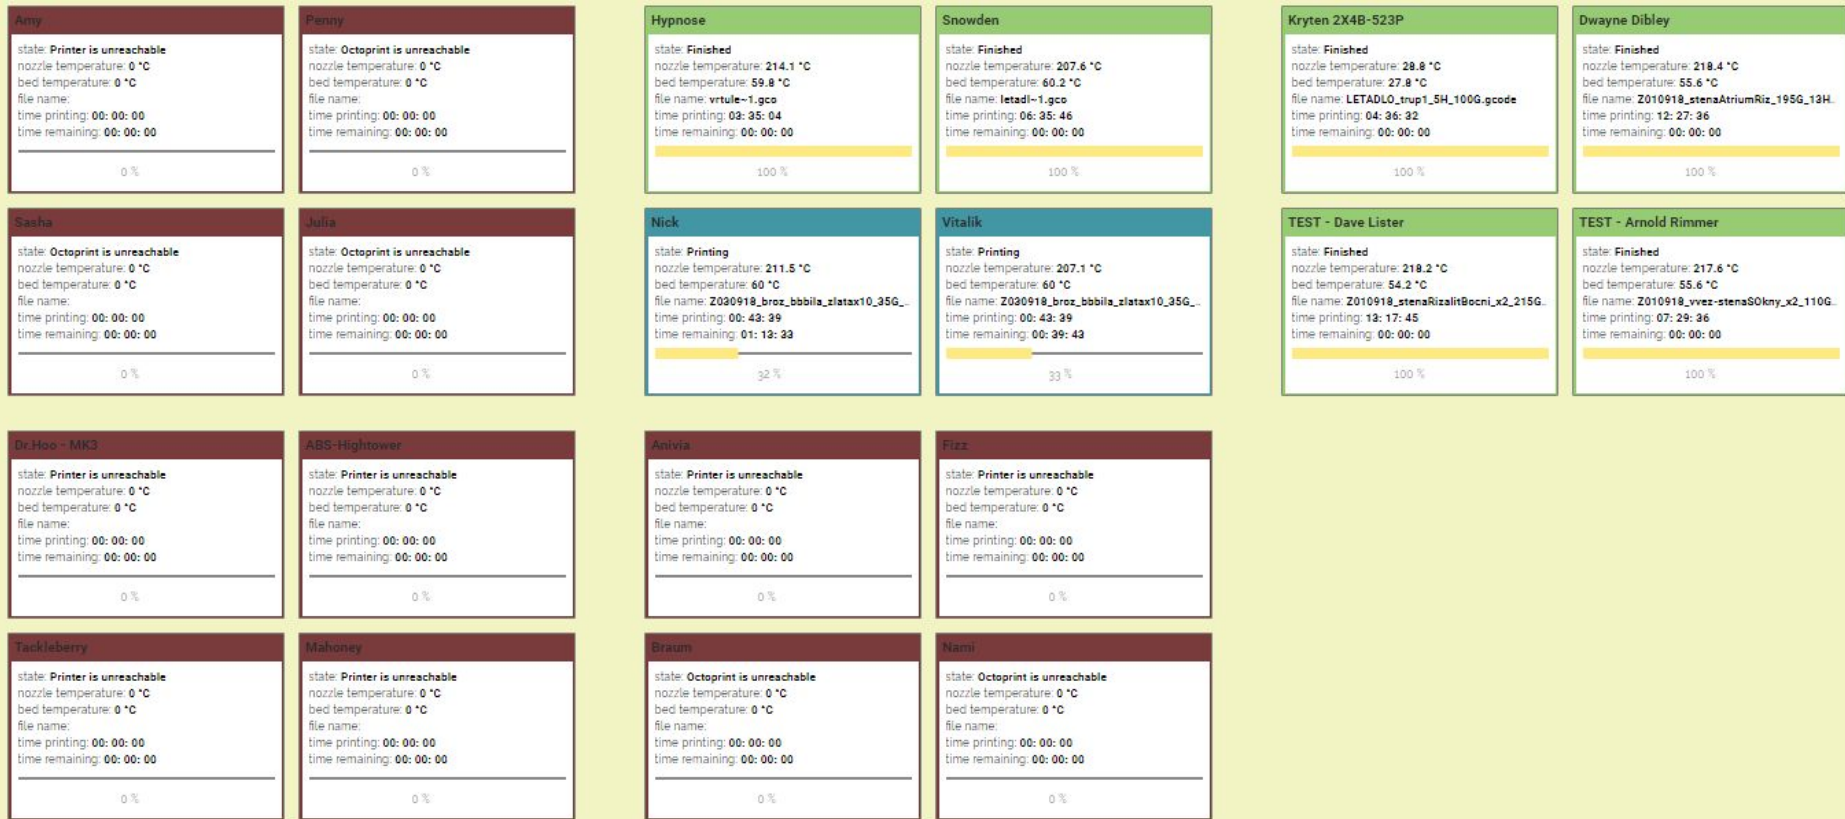 Amy
state: Printer is unreachable
nozzle temperature: 0 °C
bed temperature: 0 °C
file name:
time printing: 00: 00: 00
time remaining: 00: 00: 00
0 %
Penny
state: Octoprint is unreachable
nozzle temperature: 0 °C
bed temperature: 0 °C
file name:
time printing: 00: 00: 00
time remaining: 00: 00: 00
0 %
Hypnose
state: Finished
nozzle temperature: 214.1 °C
bed temperature: 59.8 °C
file name: vrtule~1.gco
time printing: 03: 35: 04
time remaining: 00: 00: 00
100 %
Snowden
state: Finished
nozzle temperature: 207.6 °C
bed temperature: 60.2 °C
file name: letadl~1.gco
time printing: 06: 35: 46
time remaining: 00: 00: 00
100 %
Kryten 2X4B-523P
state: Finished
nozzle temperature: 28.8 °C
bed temperature: 27.8 °C
file name: LETADLO_trup1_5H_100G.gcode
time printing: 04: 36: 32
time remaining: 00: 00: 00
100 %
Dwayne Dibley
state: Finished
nozzle temperature: 218.4 °C
bed temperature: 55.6 °C
file name: Z010918_stenaAtriumRiz_195G_13H...
time printing: 12: 27: 36
time remaining: 00: 00: 00
100 %
Sasha
state: Octoprint is unreachable
nozzle temperature: 0 °C
bed temperature: 0 °C
file name:
time printing: 00: 00: 00
time remaining: 00: 00: 00
0 %
Julia
state: Octoprint is unreachable
nozzle temperature: 0 °C
bed temperature: 0 °C
file name:
time printing: 00: 00: 00
time remaining: 00: 00: 00
0 %
Nick
state: Printing
nozzle temperature: 211.5 °C
bed temperature: 60 °C
file name: Z030918_broz_bbbila_zlatax10_35G_...
time printing: 00: 43: 39
time remaining: 01: 13: 33
32 %
Vitalik
state: Printing
nozzle temperature: 207.1 °C
bed temperature: 60 °C
file name: Z030918_broz_bbbila_zlatax10_35G_...
time printing: 00: 43: 39
time remaining: 00: 39: 43
33 %
TEST - Dave Lister
state: Finished
nozzle temperature: 218.2 °C
bed temperature: 54.2 °C
file name: Z010918_stenaRizalitBocni_x2_215G...
time printing: 13: 17: 45
time remaining: 00: 00: 00
100 %
TEST - Arnold Rimmer
state: Finished
nozzle temperature: 217.6 °C
bed temperature: 55.6 °C
file name: Z010918_vvez-stenaSOkny_x2_110G...
time printing: 07: 29: 36
time remaining: 00: 00: 00
100 %
Dr.Hoo - MK3
state: Printer is unreachable
nozzle temperature: 0 °C
bed temperature: 0 °C
file name:
time printing: 00: 00: 00
time remaining: 00: 00: 00
0 %
ABS-Hightower
state: Printer is unreachable
nozzle temperature: 0 °C
bed temperature: 0 °C
file name:
time printing: 00: 00: 00
time remaining: 00: 00: 00
0 %
Anivia
state: Printer is unreachable
nozzle temperature: 0 °C
bed temperature: 0 °C
file name:
time printing: 00: 00: 00
time remaining: 00: 00: 00
0 %
Fizz
state: Printer is unreachable
nozzle temperature: 0 °C
bed temperature: 0 °C
file name:
time printing: 00: 00: 00
time remaining: 00: 00: 00
0 %
Tackleberry
state: Printer is unreachable
nozzle temperature: 0 °C
bed temperature: 0 °C
file name:
time printing: 00: 00: 00
time remaining: 00: 00: 00
0 %
Mahoney
state: Printer is unreachable
nozzle temperature: 0 °C
bed temperature: 0 °C
file name:
time printing: 00: 00: 00
time remaining: 00: 00: 00
0 %
Braum
state: Octoprint is unreachable
nozzle temperature: 0 °C
bed temperature: 0 °C
file name:
time printing: 00: 00: 00
time remaining: 00: 00: 00
0 %
Nami
state: Octoprint is unreachable
nozzle temperature: 0 °C
bed temperature: 0 °C
file name:
time printing: 00: 00: 00
time remaining: 00: 00: 00
0 %